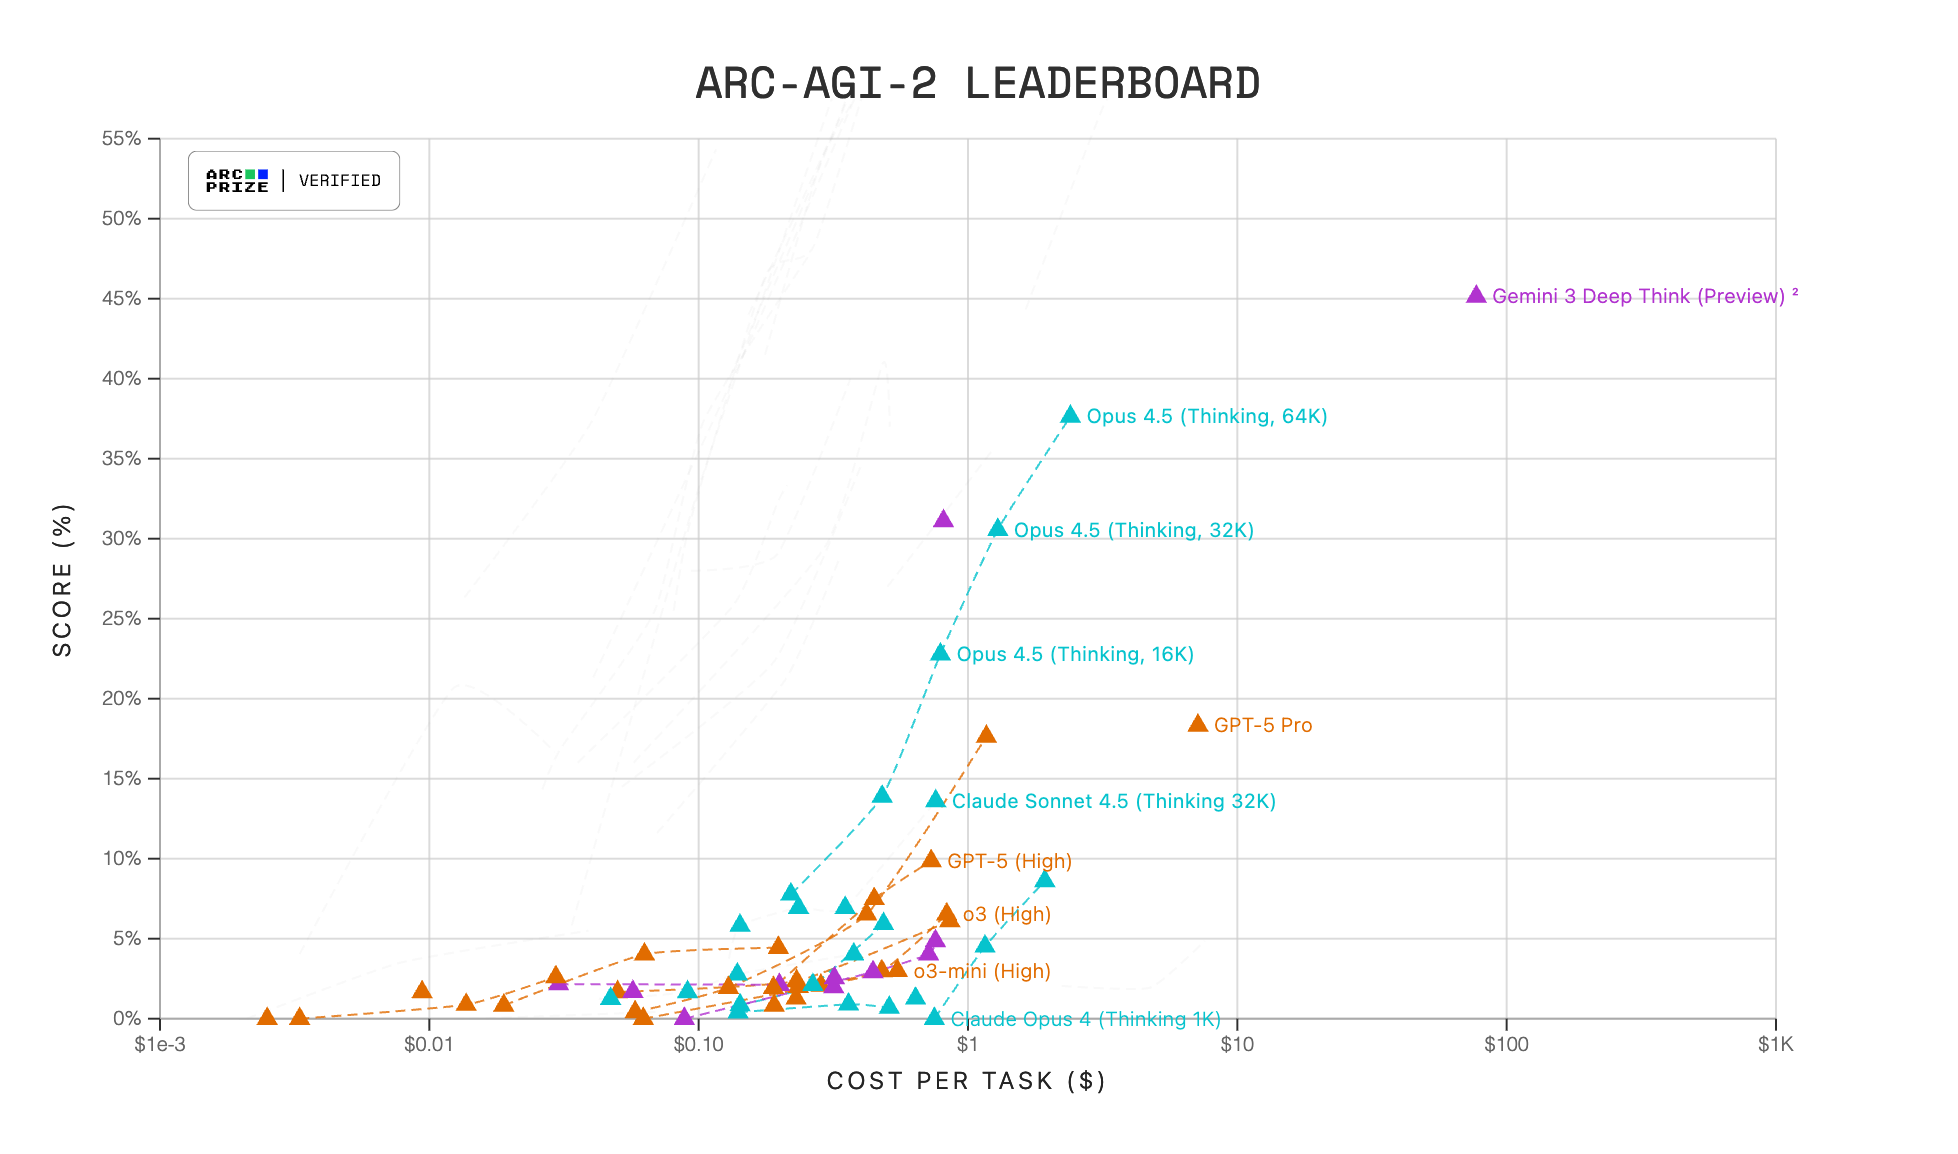 ARC-AGI-2 LEADERBOARD
55%
ARC
PRIZE
VERIFIED
50%
45%
Gemini 3 Deep Think (Preview) ²
40%
Opus 4.5 (Thinking, 64K)
35%
30%
Opus 4.5 (Thinking, 32K)
25%
Opus 4.5 (Thinking, 16K)
20%
GPT-5 Pro
15%
Claude Sonnet 4.5 (Thinking 32K)
10%
GPT-5 (High)
o3 (High)
5%
o3-mini (High)
0%
Claude Opus 4 (Thinking 1K)
SCORE (%)
$1e-3
$0.01
$0.10
$1
$10
$100
$1K
COST PER TASK ($)